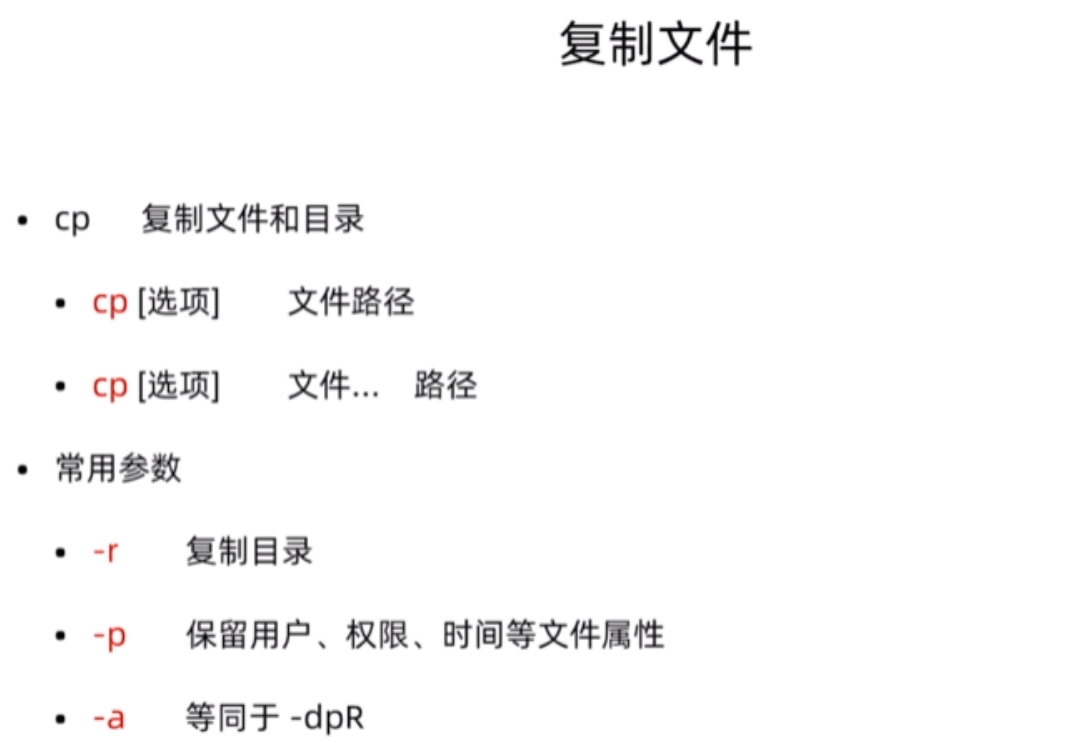 复制文件
• cp 复制文件和目录
• cp [选项] 文件路径
• cp [选项] 文件... 路径
• 常用参数
• -r 复制目录
• -p 保留用户、权限、时间等文件属性
• -a 等同于 -dpR